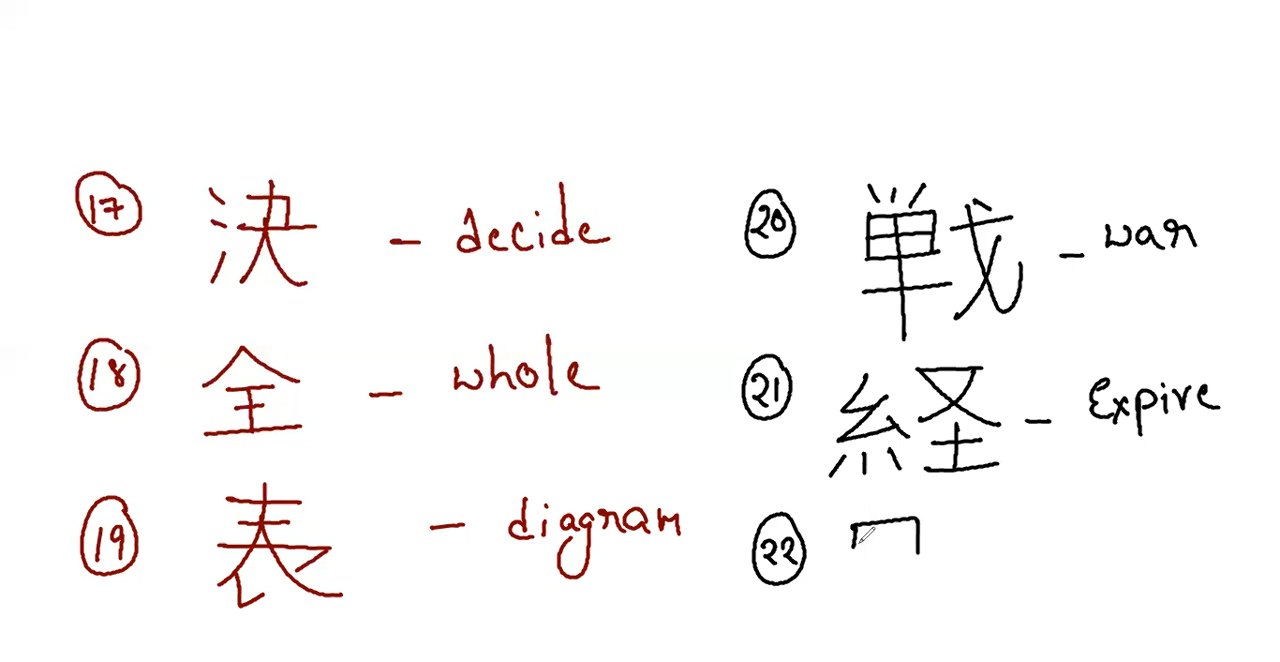 17 決 - decide
18 全 - whole
19 表 - diagram
20 戦 - war
21 経 - Expire
22